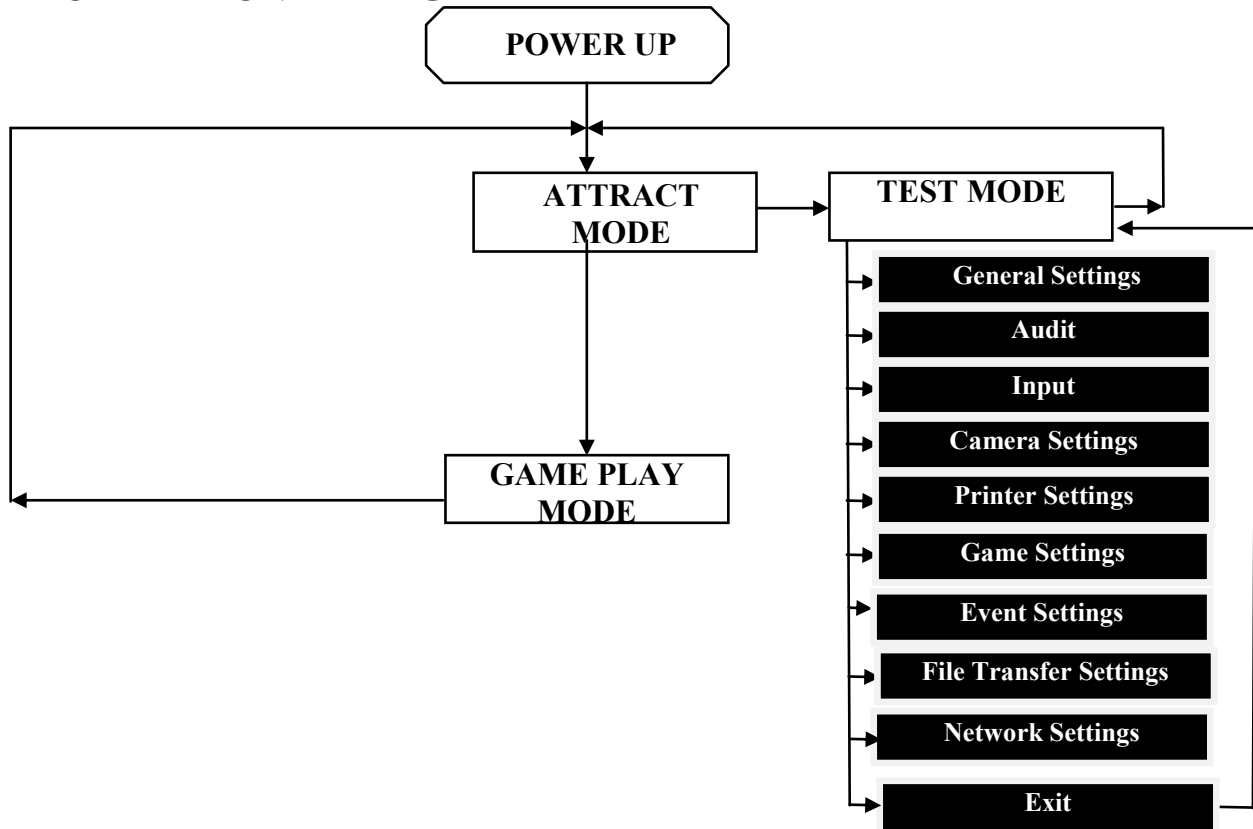 POWER UP
ATTRACT
MODE
TEST MODE
General Settings
Audit
Input
Camera Settings
Printer Settings
GAME PLAY
MODE
Game Settings
Event Settings
File Transfer Settings
Network Settings
Exit